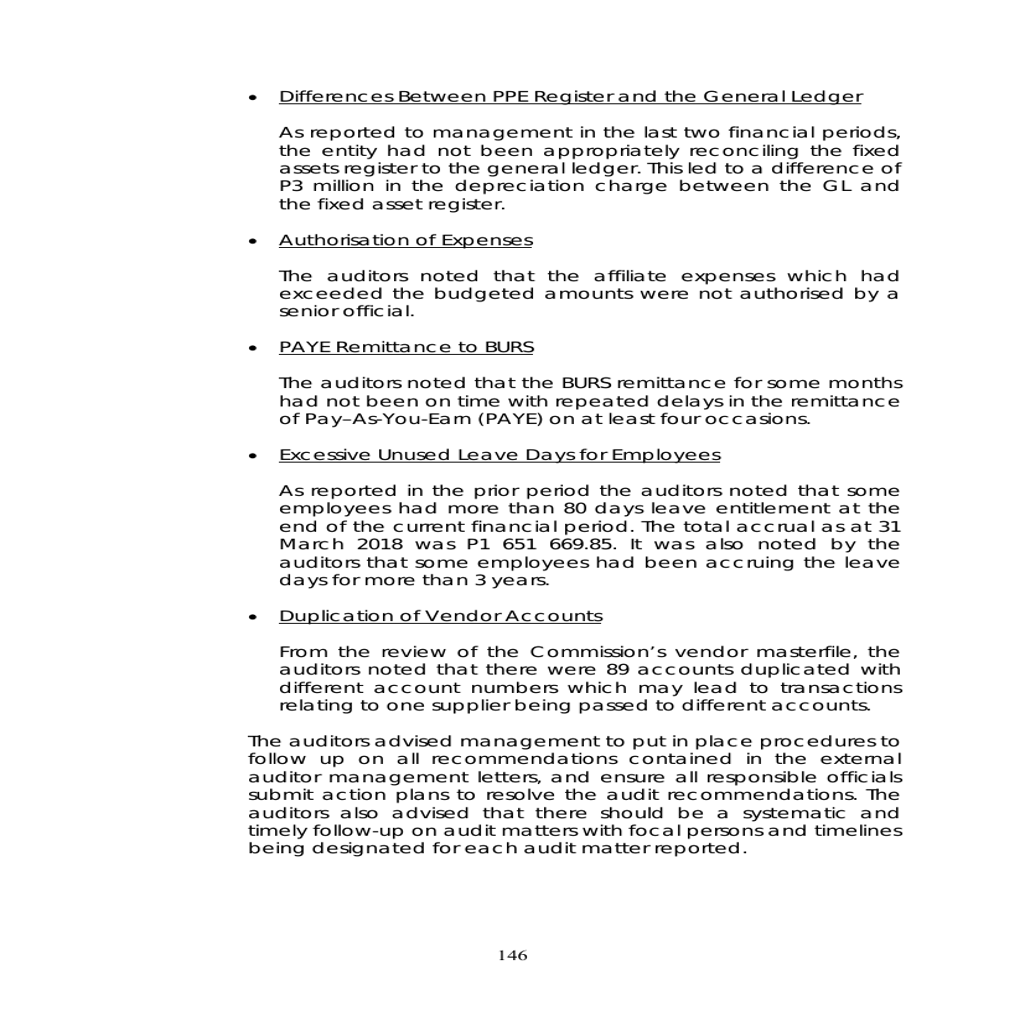 • Differences Between PPE Register and the General Ledger
As reported to management in the last two financial periods,
the entity had not been appropriately reconciling the fixed
assets register to the general ledger. This led to a difference of
P3 million in the depreciation charge between the GL and
the fixed asset register.
• Authorisation of Expenses
The auditors noted that the affiliate expenses which had
exceeded the budgeted amounts were not authorised by a
senior official.
• PAYE Remittance to BURS
The auditors noted that the BURS remittance for some months
had not been on time with repeated delays in the remittance
of Pay–As-You-Earn (PAYE) on at least four occasions.
• Excessive Unused Leave Days for Employees
As reported in the prior period the auditors noted that some
employees had more than 80 days leave entitlement at the
end of the current financial period. The total accrual as at 31
March 2018 was P1 651 669.85. It was also noted by the
auditors that some employees had been accruing the leave
days for more than 3 years.
• Duplication of Vendor Accounts
From the review of the Commission’s vendor masterfile, the
auditors noted that there were 89 accounts duplicated with
different account numbers which may lead to transactions
relating to one supplier being passed to different accounts.
The auditors advised management to put in place procedures to
follow up on all recommendations contained in the external
auditor management letters, and ensure all responsible officials
submit action plans to resolve the audit recommendations. The
auditors also advised that there should be a systematic and
timely follow-up on audit matters with focal persons and timelines
being designated for each audit matter reported.
146